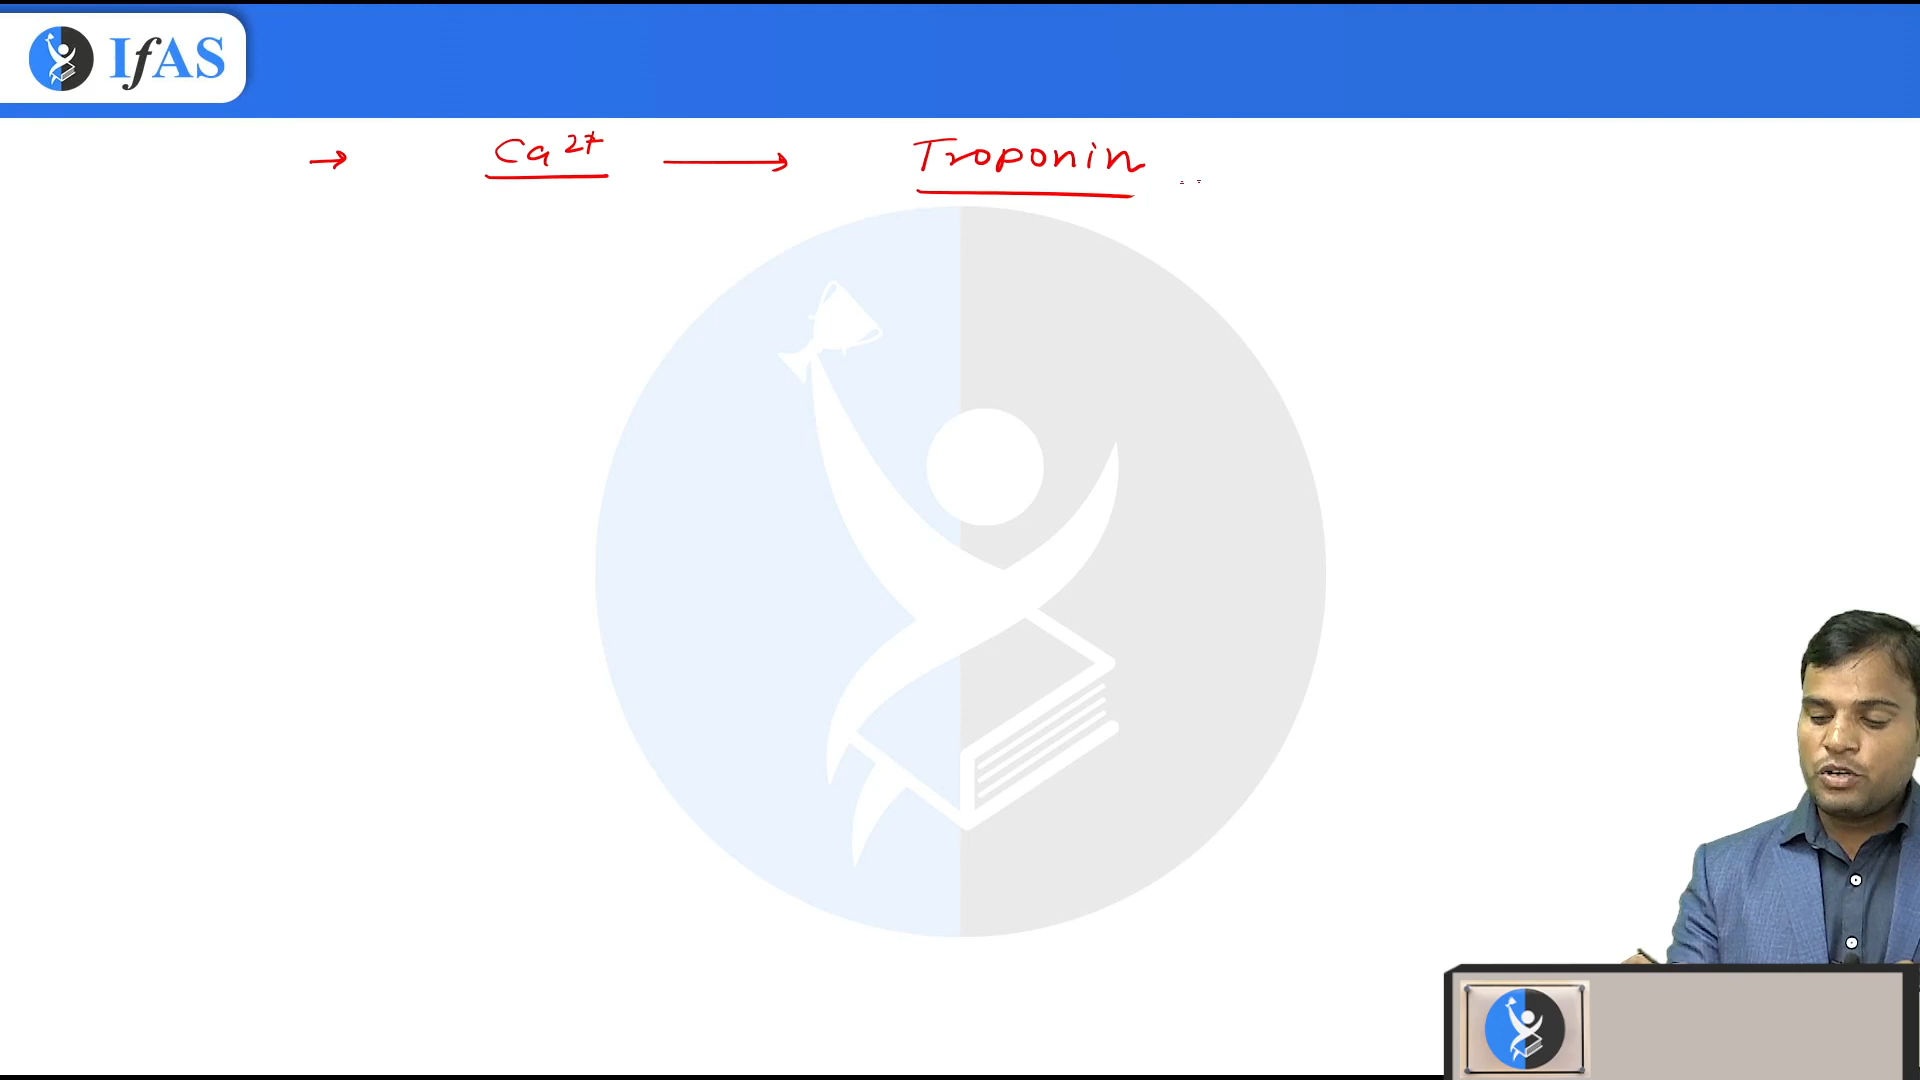 IfAS
→ Ca²⁺ → Troponin